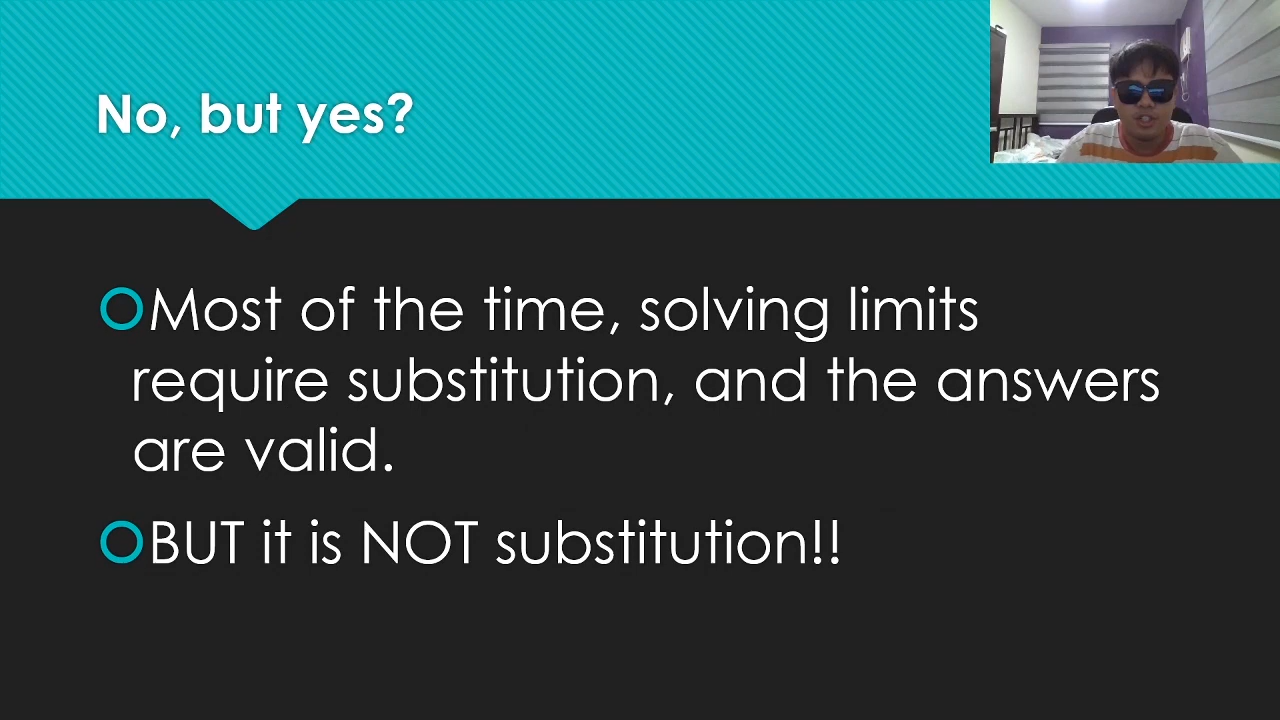 No, but yes?
Most of the time, solving limits
require substitution, and the answers
are valid.
BUT it is NOT substitution!!